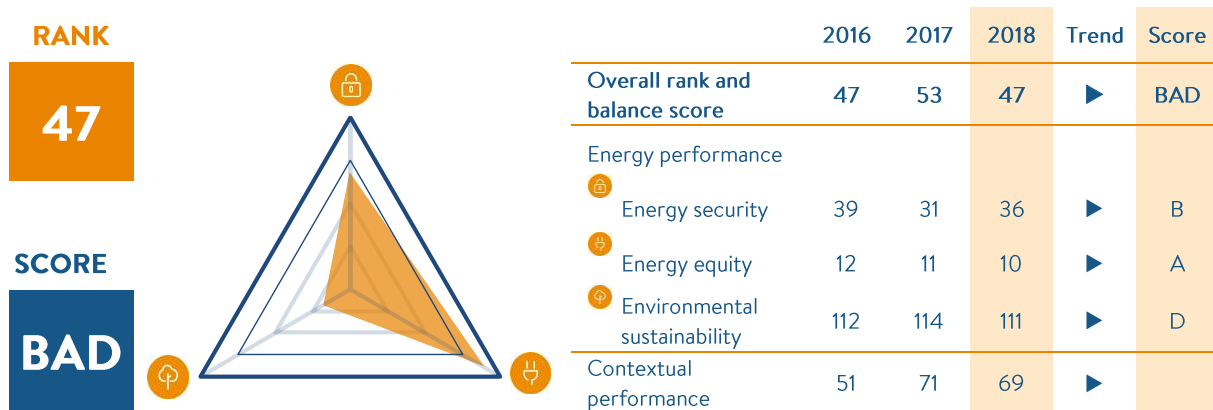 RANK
47
SCORE
BAD
2016 2017 2018 Trend Score
Overall rank and
balance score 47 53 47 BAD
Energy performance
Energy security 39 31 36 B
Energy equity 12 11 10 A
Environmental
sustainability 112 114 111 D
Contextual
performance 51 71 69